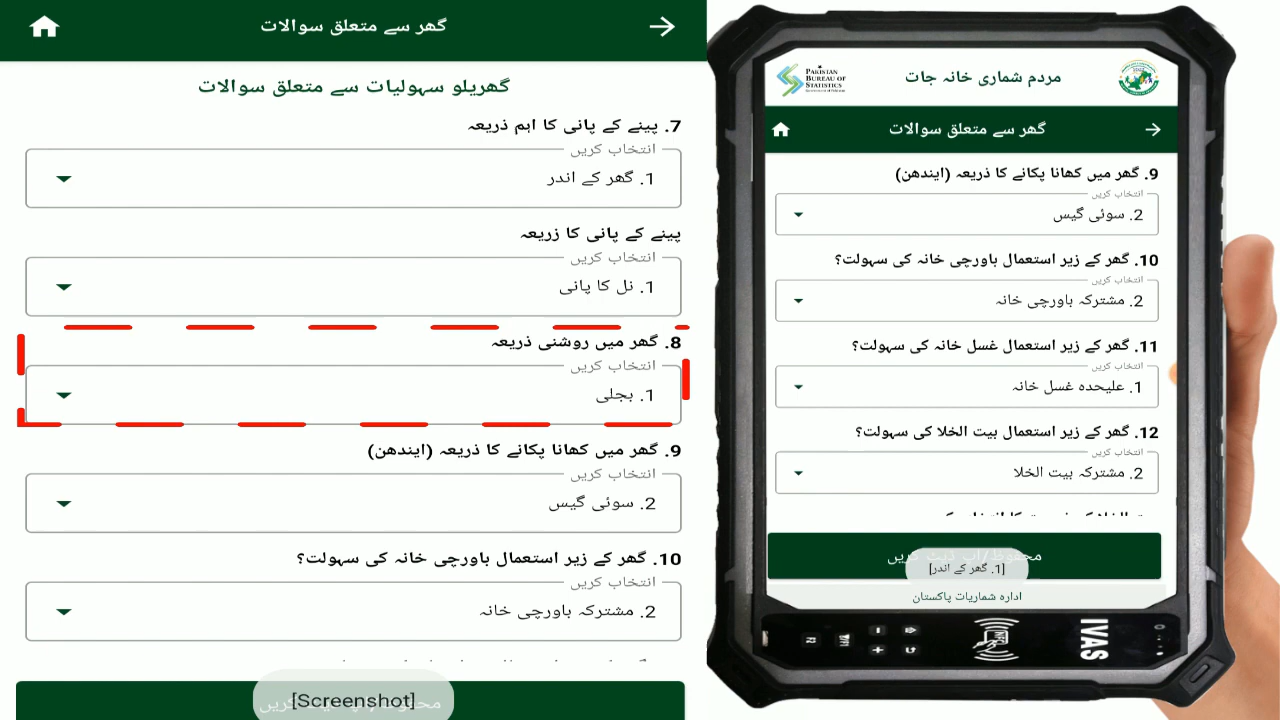 گھر سے متعلق سوالات
گھریلو سہولیات سے متعلق سوالات
7. پینے کے پانی کا اہم ذریعہ
انتخاب کریں
1. گھر کے اندر
پینے کے پانی کا زریعہ
انتخاب کریں
1. نل کا پانی
8. گھر میں روشنی ذریعہ
انتخاب کریں
1. بجلی
9. گھر میں کھانا پکانے کا ذریعہ (ایندھن)
انتخاب کریں
2. سوئی گیس
10. گھر کے زیر استعمال باورچی خانہ کی سہولت؟
انتخاب کریں
2. مشترکہ باورچی خانہ
[Screenshot]
PAKISTAN
BUREAU OF
STATISTICS
مردم شماری خانہ جات
گھر سے متعلق سوالات
9. گھر میں کھانا پکانے کا ذریعہ (ایندھن)
انتخاب کریں
2. سوئی گیس
10. گھر کے زیر استعمال باورچی خانہ کی سہولت؟
انتخاب کریں
2. مشترکہ باورچی خانہ
11. گھر کے زیر استعمال غسل خانہ کی سہولت؟
انتخاب کریں
1. علیحدہ غسل خانہ
12. گھر کے زیر استعمال بیت الخلا کی سہولت؟
انتخاب کریں
2. مشترکہ بیت الخلا
محفوظ/اپ ڈیٹ کریں
[1. گھر کے اندر]
ادارہ شماریات پاکستان
IVAS